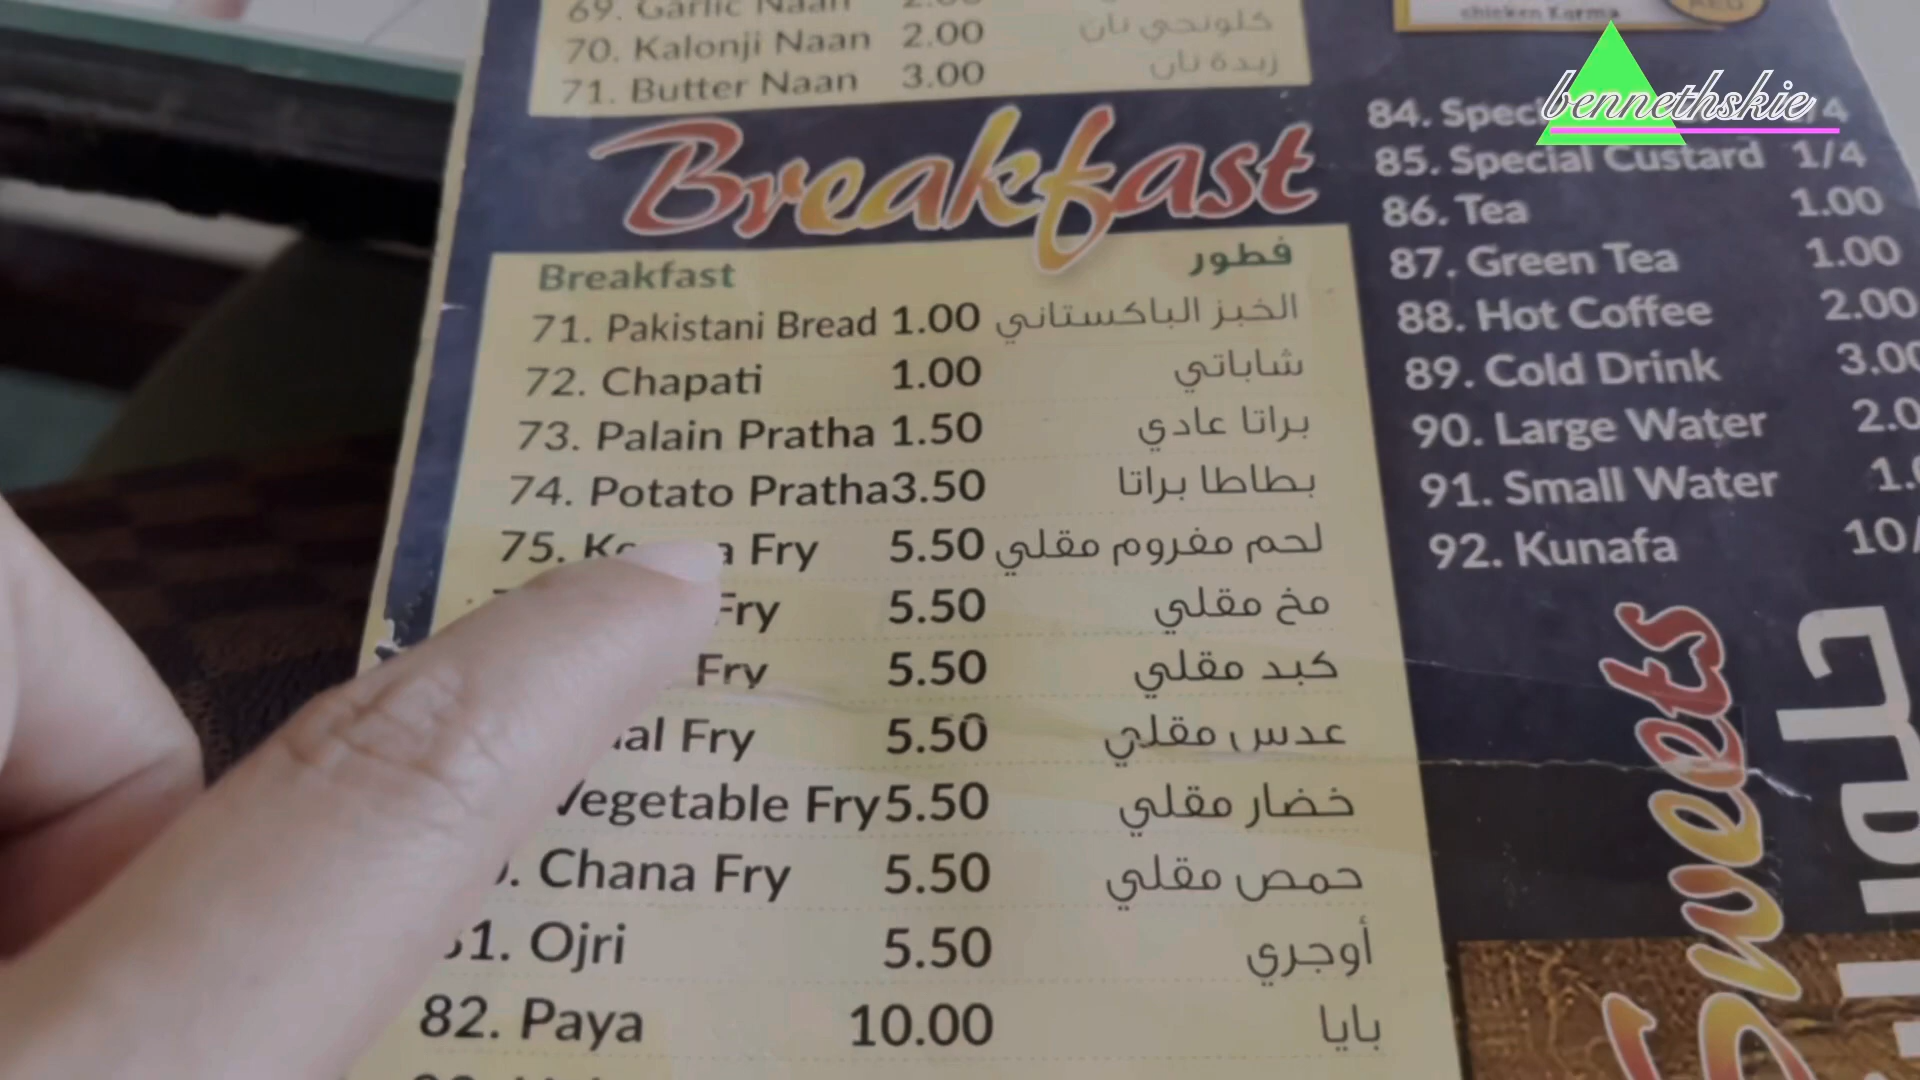 69. Garlic Naan
70. Kalonji Naan 2.00 كلونجي نان
71. Butter Naan 3.00 زبدة نان
Breakfast
Breakfast فطور
71. Pakistani Bread 1.00 الخبز الباكستاني
72. Chapati 1.00 شاباتي
73. Palain Pratha 1.50 براتا عادي
74. Potato Pratha 3.50 بطاطا براتا
75. Fry 5.50 لحم مفروم مقلي
Fry 5.50 مخ مقلي
Fry 5.50 كبد مقلي
Fry 5.50 عدس مقلي
Vegetable Fry 5.50 خضار مقلي
Chana Fry 5.50 حمص مقلي
Ojri 5.50 أوجري
82. Paya 10.00 بايا
chicken Korma
AED
bennethskie
84.
85. Special Custard 1/4
86. Tea 1.00
87. Green Tea 1.00
88. Hot Coffee 2.00
89. Cold Drink 3.00
90. Large Water
91. Small Water
92. Kunafa
Sweets